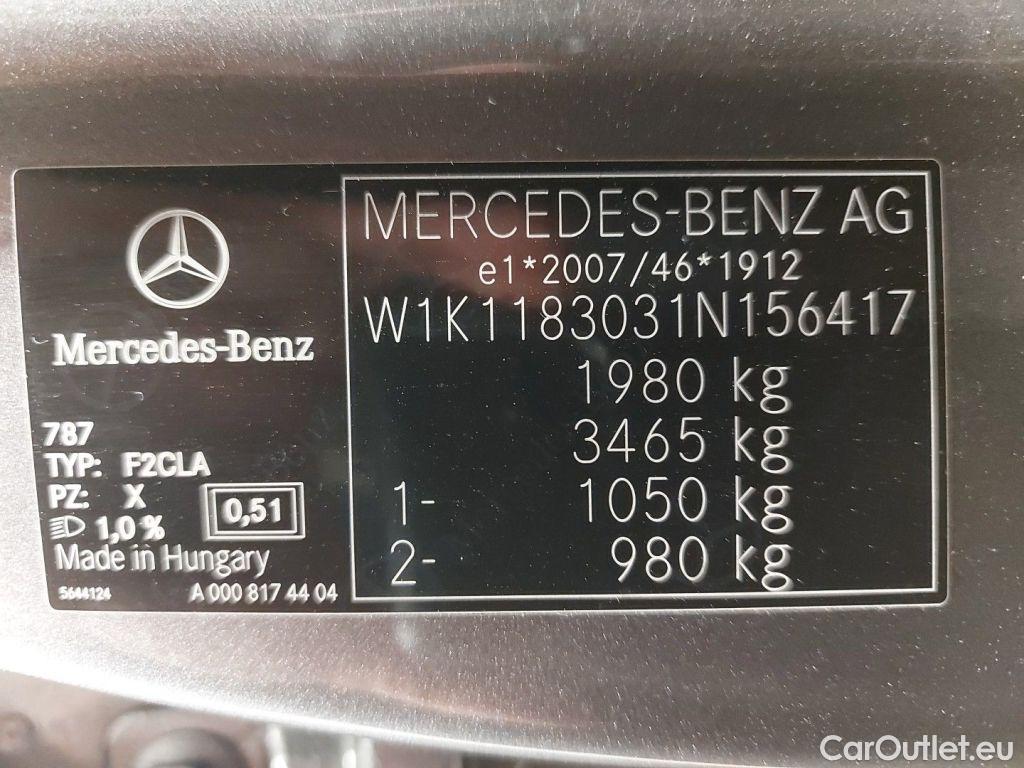 Mercedes-Benz
787
TYP: F2CLA
PZ: X
1,0 %
0,51
Made in Hungary
5644124 A 000 817 44 04
MERCEDES-BENZ AG
e1*2007/46*1912
W1K1183031N156417
1980 kg
3465 kg
1- 1050 kg
2- 980 kg
CarOutlet.eu